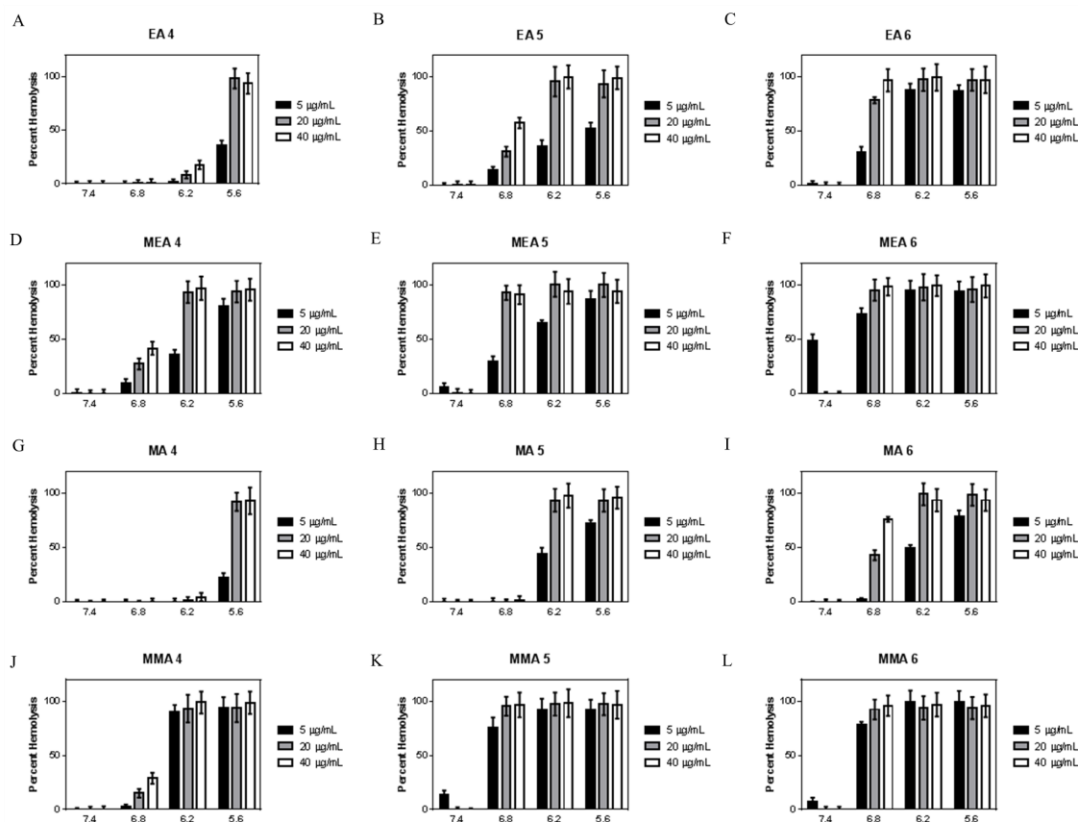 A
EA 4
Percent Hemolysis
100
50
0
7.4 6.8 6.2 5.6
5 µg/mL
20 µg/mL
40 µg/mL
B
EA 5
Percent Hemolysis
100
50
0
7.4 6.8 6.2 5.6
5 µg/mL
20 µg/mL
40 µg/mL
C
EA 6
Percent Hemolysis
100
50
0
7.4 6.8 6.2 5.6
5 µg/mL
20 µg/mL
40 µg/mL
D
MEA 4
Percent Hemolysis
100
50
0
7.4 6.8 6.2 5.6
5 µg/mL
20 µg/mL
40 µg/mL
E
MEA 5
Percent Hemolysis
100
50
0
7.4 6.8 6.2 5.6
5 µg/mL
20 µg/mL
40 µg/mL
F
MEA 6
Percent Hemolysis
100
50
0
7.4 6.8 6.2 5.6
5 µg/mL
20 µg/mL
40 µg/mL
G
MA 4
Percent Hemolysis
100
50
0
7.4 6.8 6.2 5.6
5 µg/mL
20 µg/mL
40 µg/mL
H
MA 5
Percent Hemolysis
100
50
0
7.4 6.8 6.2 5.6
5 µg/mL
20 µg/mL
40 µg/mL
I
MA 6
Percent Hemolysis
100
50
0
7.4 6.8 6.2 5.6
5 µg/mL
20 µg/mL
40 µg/mL
J
MMA 4
Percent Hemolysis
100
50
0
7.4 6.8 6.2 5.6
5 µg/mL
20 µg/mL
40 µg/mL
K
MMA 5
Percent Hemolysis
100
50
0
7.4 6.8 6.2 5.6
5 µg/mL
20 µg/mL
40 µg/mL
L
MMA 6
Percent Hemolysis
100
50
0
7.4 6.8 6.2 5.6
5 µg/mL
20 µg/mL
40 µg/mL